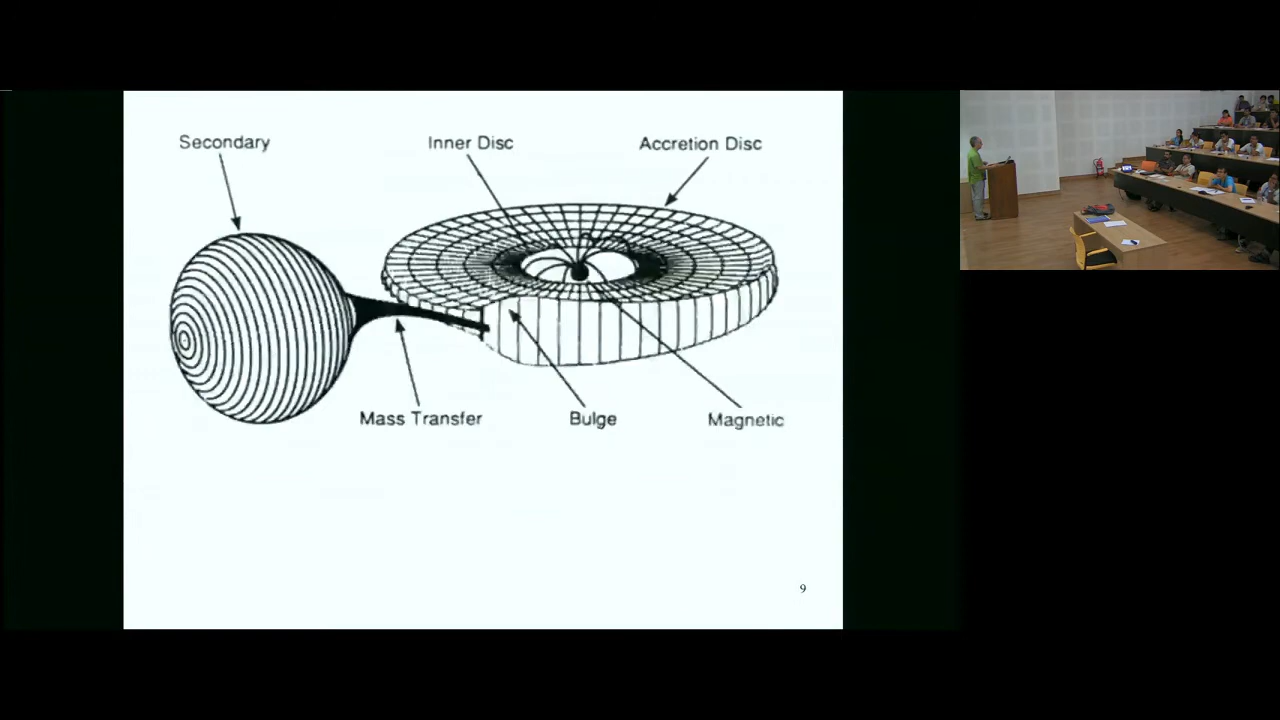 Secondary
Inner Disc
Accretion Disc
Mass Transfer
Bulge
Magnetic
9